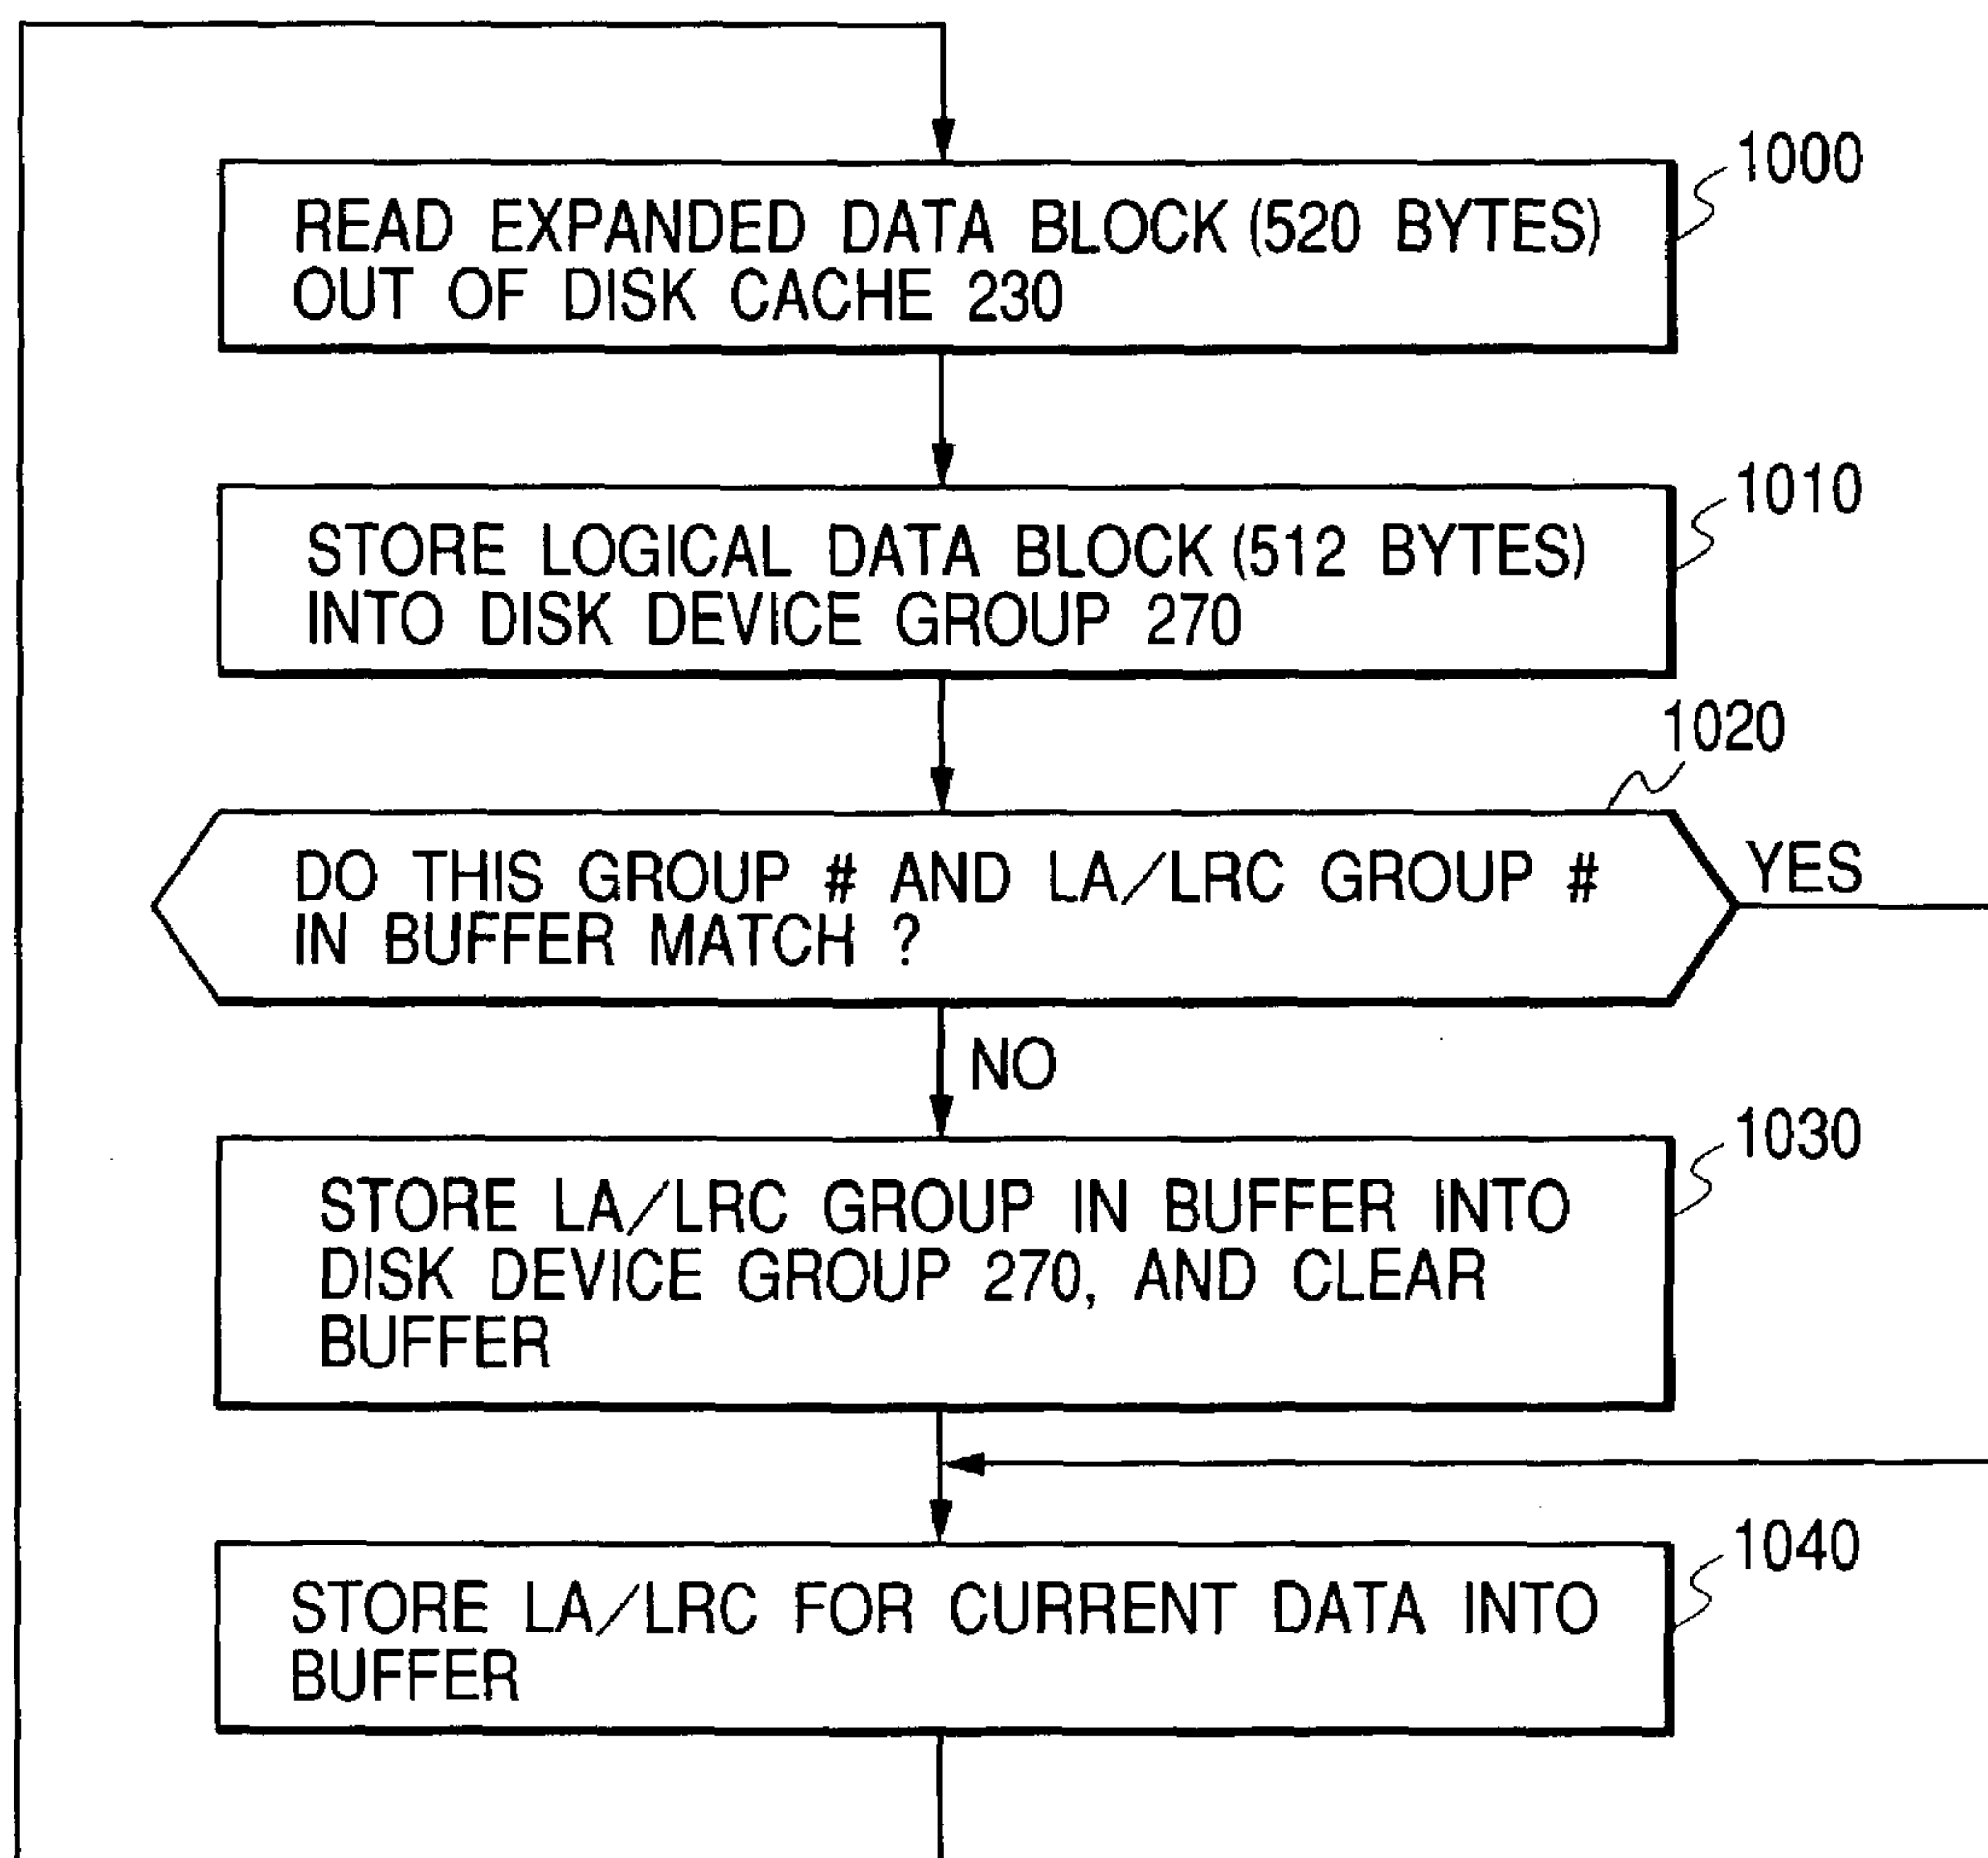 1000
READ EXPANDED DATA BLOCK (520 BYTES)
OUT OF DISK CACHE 230
1010
STORE LOGICAL DATA BLOCK (512 BYTES)
INTO DISK DEVICE GROUP 270
1020
DO THIS GROUP # AND LA/LRC GROUP #
IN BUFFER MATCH ?
YES
NO
1030
STORE LA/LRC GROUP IN BUFFER INTO
DISK DEVICE GROUP 270, AND CLEAR
BUFFER
1040
STORE LA/LRC FOR CURRENT DATA INTO
BUFFER